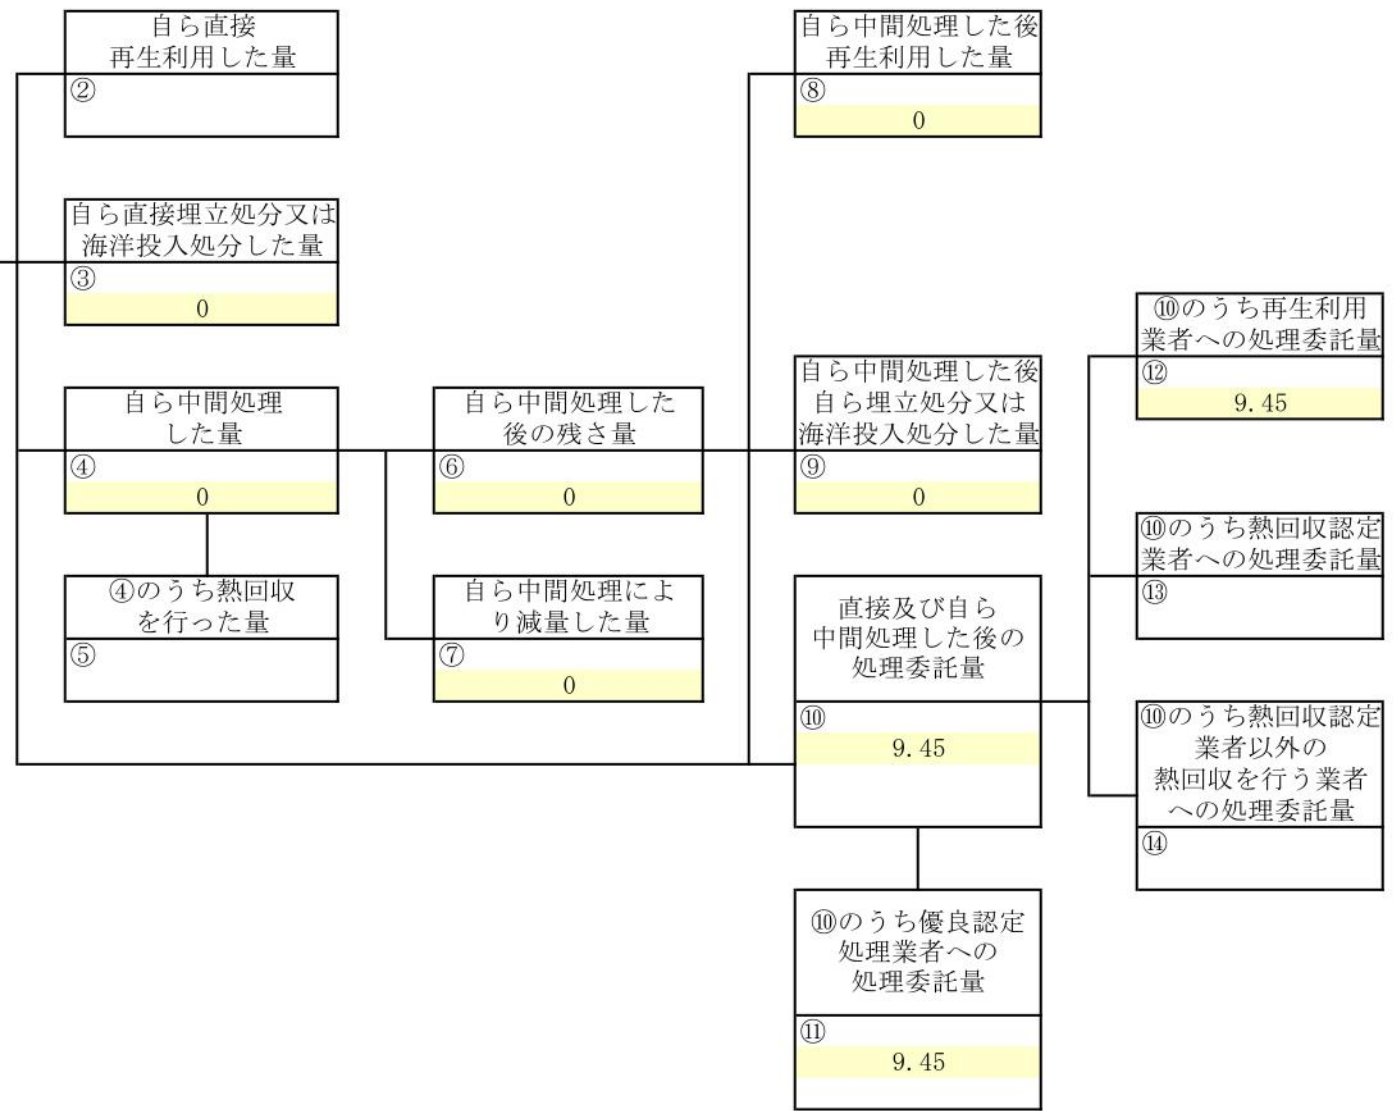 自ら直接
再生利用した量
②
自ら中間処理した後
再生利用した量
⑧
0
自ら直接埋立処分又は
海洋投入処分した量
③
0
⑩のうち再生利用
業者への処理委託量
⑫
9.45
自ら中間処理
した量
④
0
自ら中間処理した
後の残さ量
⑥
0
自ら中間処理した後
自ら埋立処分又は
海洋投入処分した量
⑨
0
⑩のうち熱回収認定
業者への処理委託量
⑬
④のうち熱回収
を行った量
⑤
自ら中間処理によ
り減量した量
⑦
0
直接及び自ら
中間処理した後の
処理委託量
⑩
9.45
⑩のうち熱回収認定
業者以外の
熱回収を行う業者
への処理委託量
⑭
⑩のうち優良認定
処理業者への
処理委託量
⑪
9.45